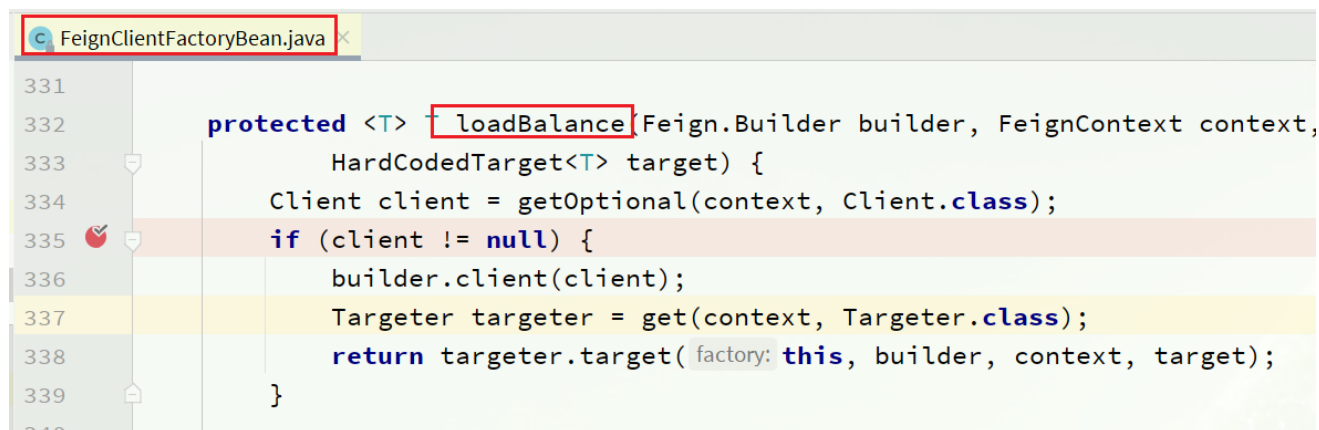 C FeignClientFactoryBean.java
331
332 protected <T> T loadBalance(Feign.Builder builder, FeignContext context,
333 HardCodedTarget<T> target) {
334 Client client = getOptional(context, Client.class);
335 if (client != null) {
336 builder.client(client);
337 Targeter targeter = get(context, Targeter.class);
338 return targeter.target( factory: this, builder, context, target);
339 }